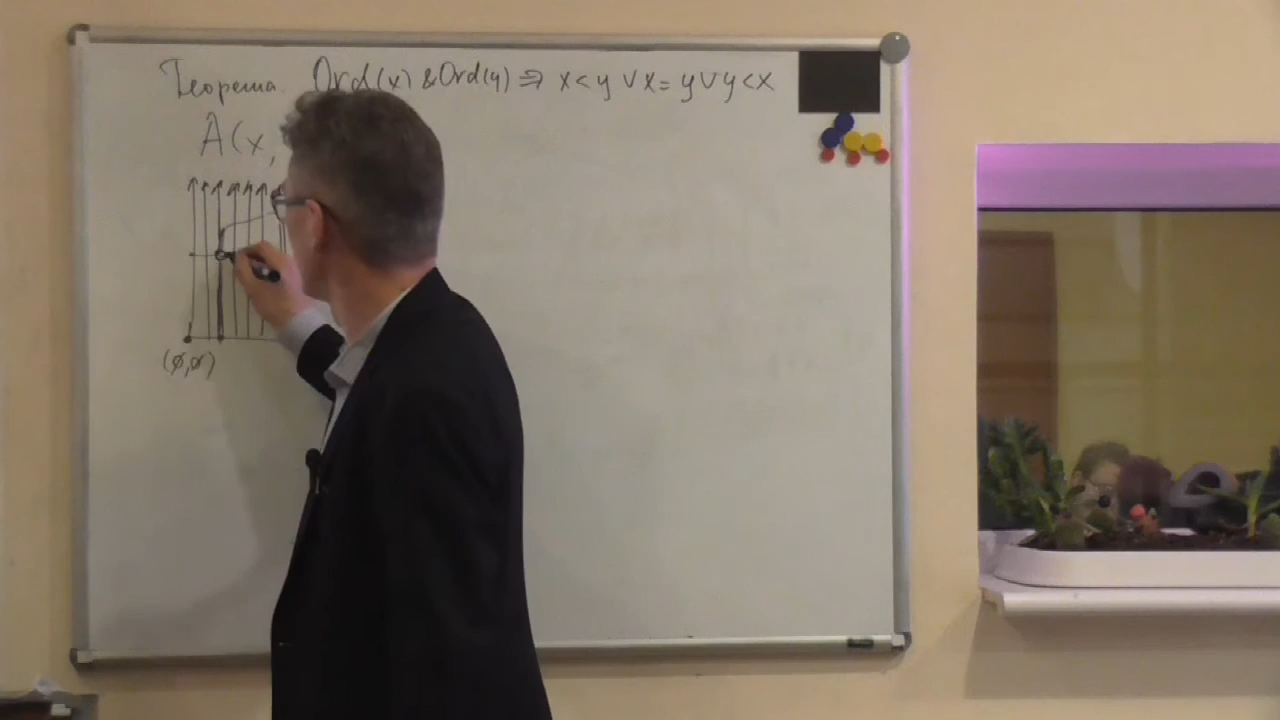 Теорема. Ord(x) & Ord(y) ⇒ x < y ∨ x = y ∨ y < x
A(x,
(∅,∅)